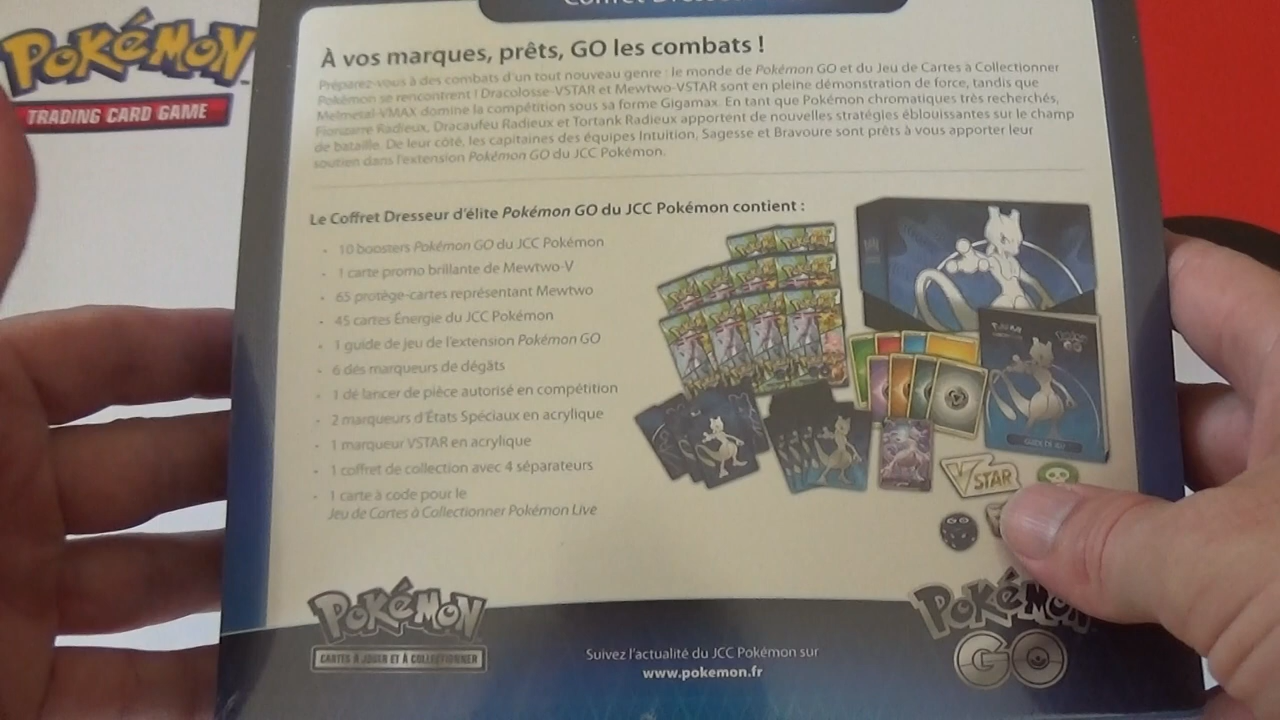 POKÉMON
TRADING CARD GAME
Coffret Dresseur
À vos marques, prêts, GO les combats !
Préparez-vous à des combats d'un tout nouveau genre : le monde de Pokémon GO et du Jeu de Cartes à Collectionner
Pokémon se rencontrent ! Dracolosse-VSTAR et Mewtwo-VSTAR sont en pleine démonstration de force, tandis que
Melmetal-VMAX domine la compétition sous sa forme Gigamax. En tant que Pokémon chromatiques très recherchés,
Florizarre Radieux, Dracaufeu Radieux et Tortank Radieux apportent de nouvelles stratégies éblouissantes sur le champ
de bataille. De leur côté, les capitaines des équipes Intuition, Sagesse et Bravoure sont prêts à vous apporter leur
soutien dans l'extension Pokémon GO du JCC Pokémon.
Le Coffret Dresseur d'élite Pokémon GO du JCC Pokémon contient :
• 10 boosters Pokémon GO du JCC Pokémon
• 1 carte promo brillante de Mewtwo-V
• 65 protège-cartes représentant Mewtwo
• 45 cartes Énergie du JCC Pokémon
• 1 guide de jeu de l'extension Pokémon GO
• 6 dés marqueurs de dégâts
• 1 dé lancer de pièce autorisé en compétition
• 2 marqueurs d'États Spéciaux en acrylique
• 1 marqueur VSTAR en acrylique
• 1 coffret de collection avec 4 séparateurs
• 1 carte à code pour le
Jeu de Cartes à Collectionner Pokémon Live
GUIDE DE JEU
VSTAR
POKÉMON
CARTES À JOUER ET À COLLECTIONNER
Suivez l'actualité du JCC Pokémon sur
www.pokemon.fr
POKÉMON
GO